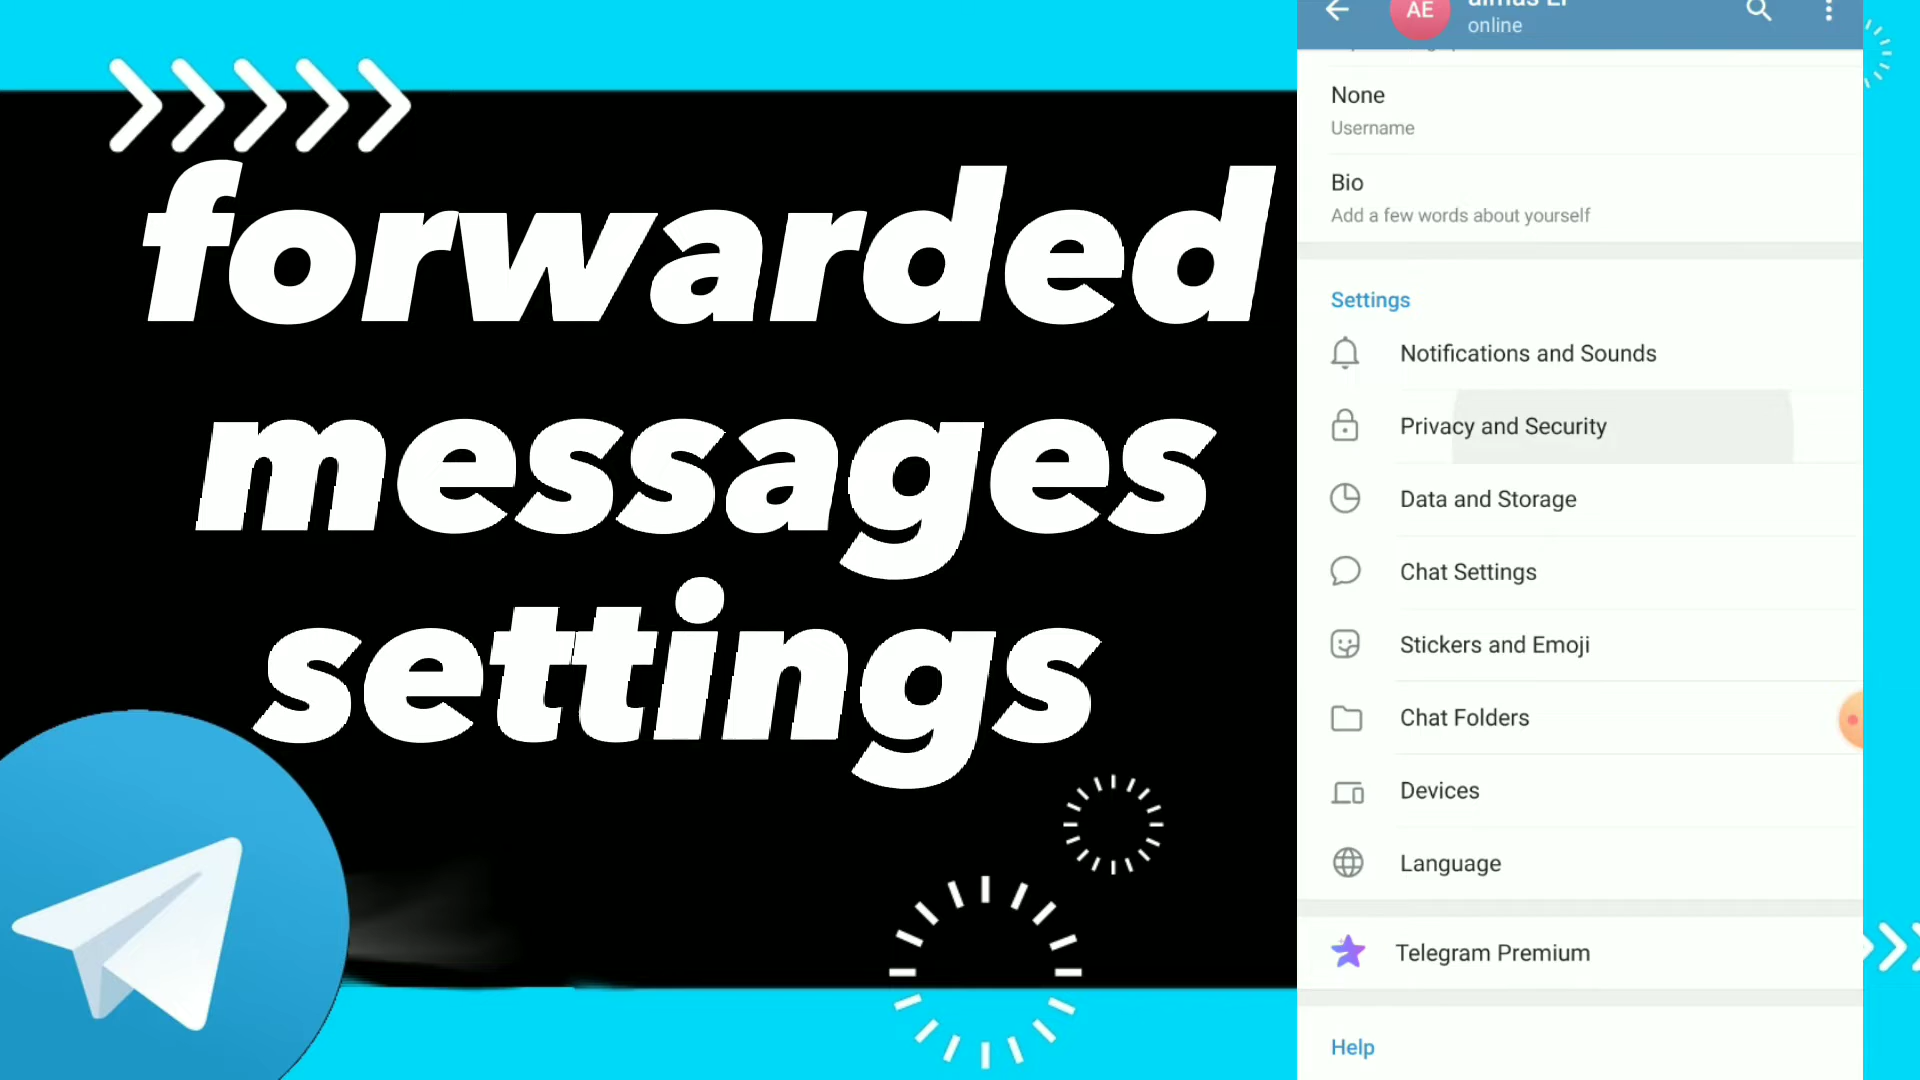 forwarded
messages
settings
AE
online
None
Username
Bio
Add a few words about yourself
Settings
Notifications and Sounds
Privacy and Security
Data and Storage
Chat Settings
Stickers and Emoji
Chat Folders
Devices
Language
Telegram Premium
Help